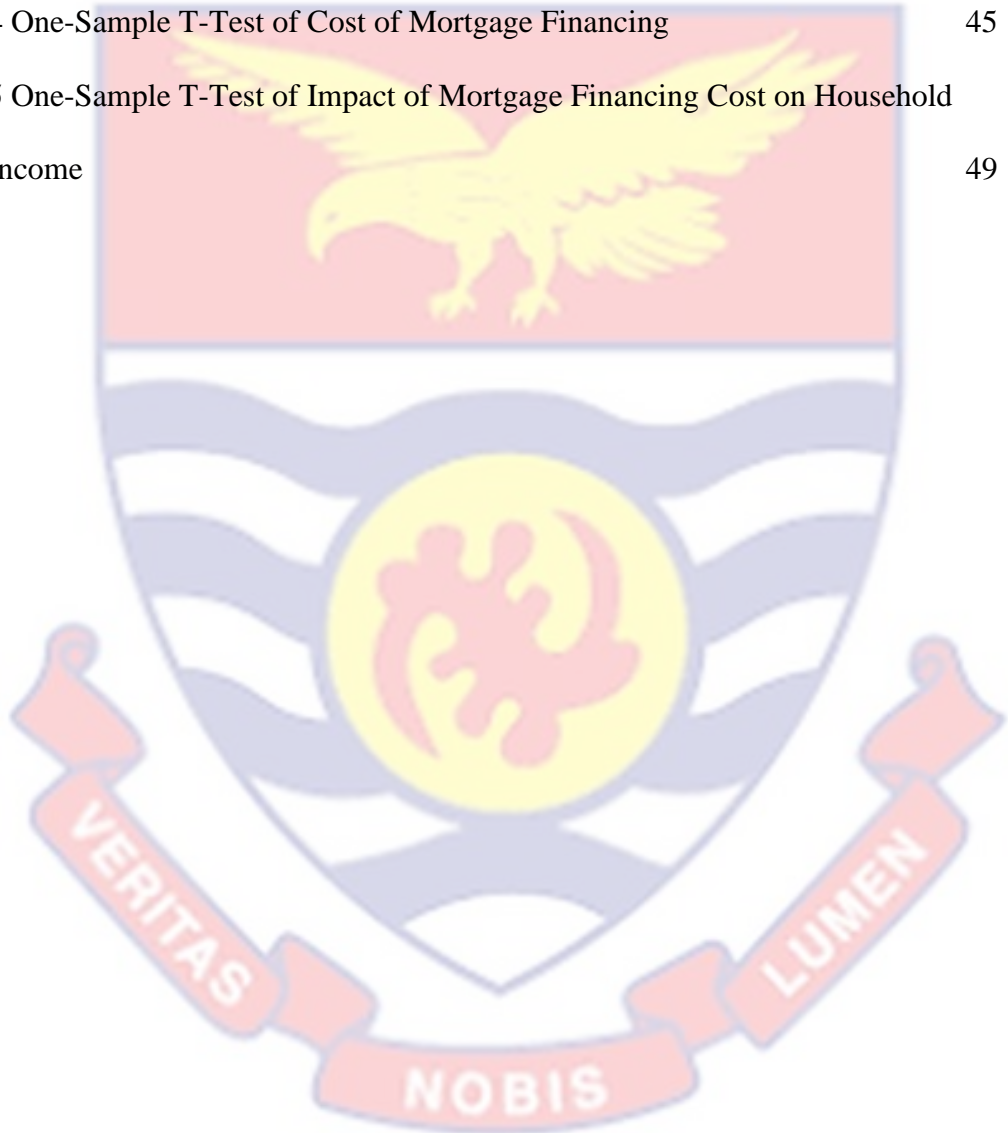 One-Sample T-Test of Cost of Mortgage Financing 45
One-Sample T-Test of Impact of Mortgage Financing Cost on Household
ncome 49
VERITAS
NOBIS
LUMEN